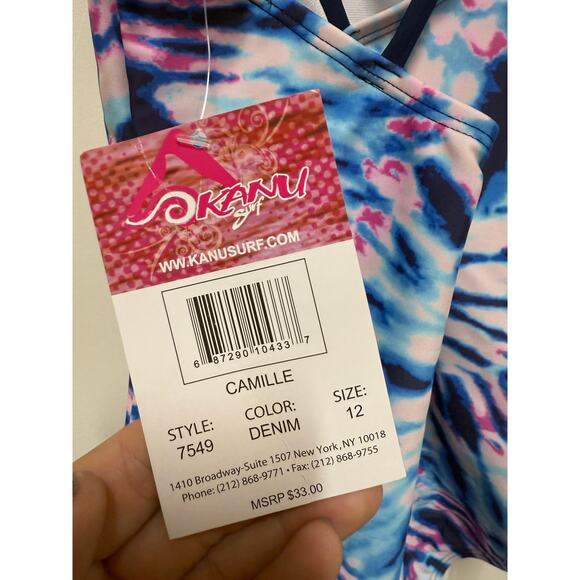 KANU
Surf
WW.KANUSURF.COM
6 87290 10433 7
CAMILLE
STYLE: COLOR: SIZE:
7549 DENIM 12
1410 Broadway-Suite 1507 New York, NY 10018
Phone: (212) 868-9771 • Fax: (212) 868-9755
MSRP $33.00